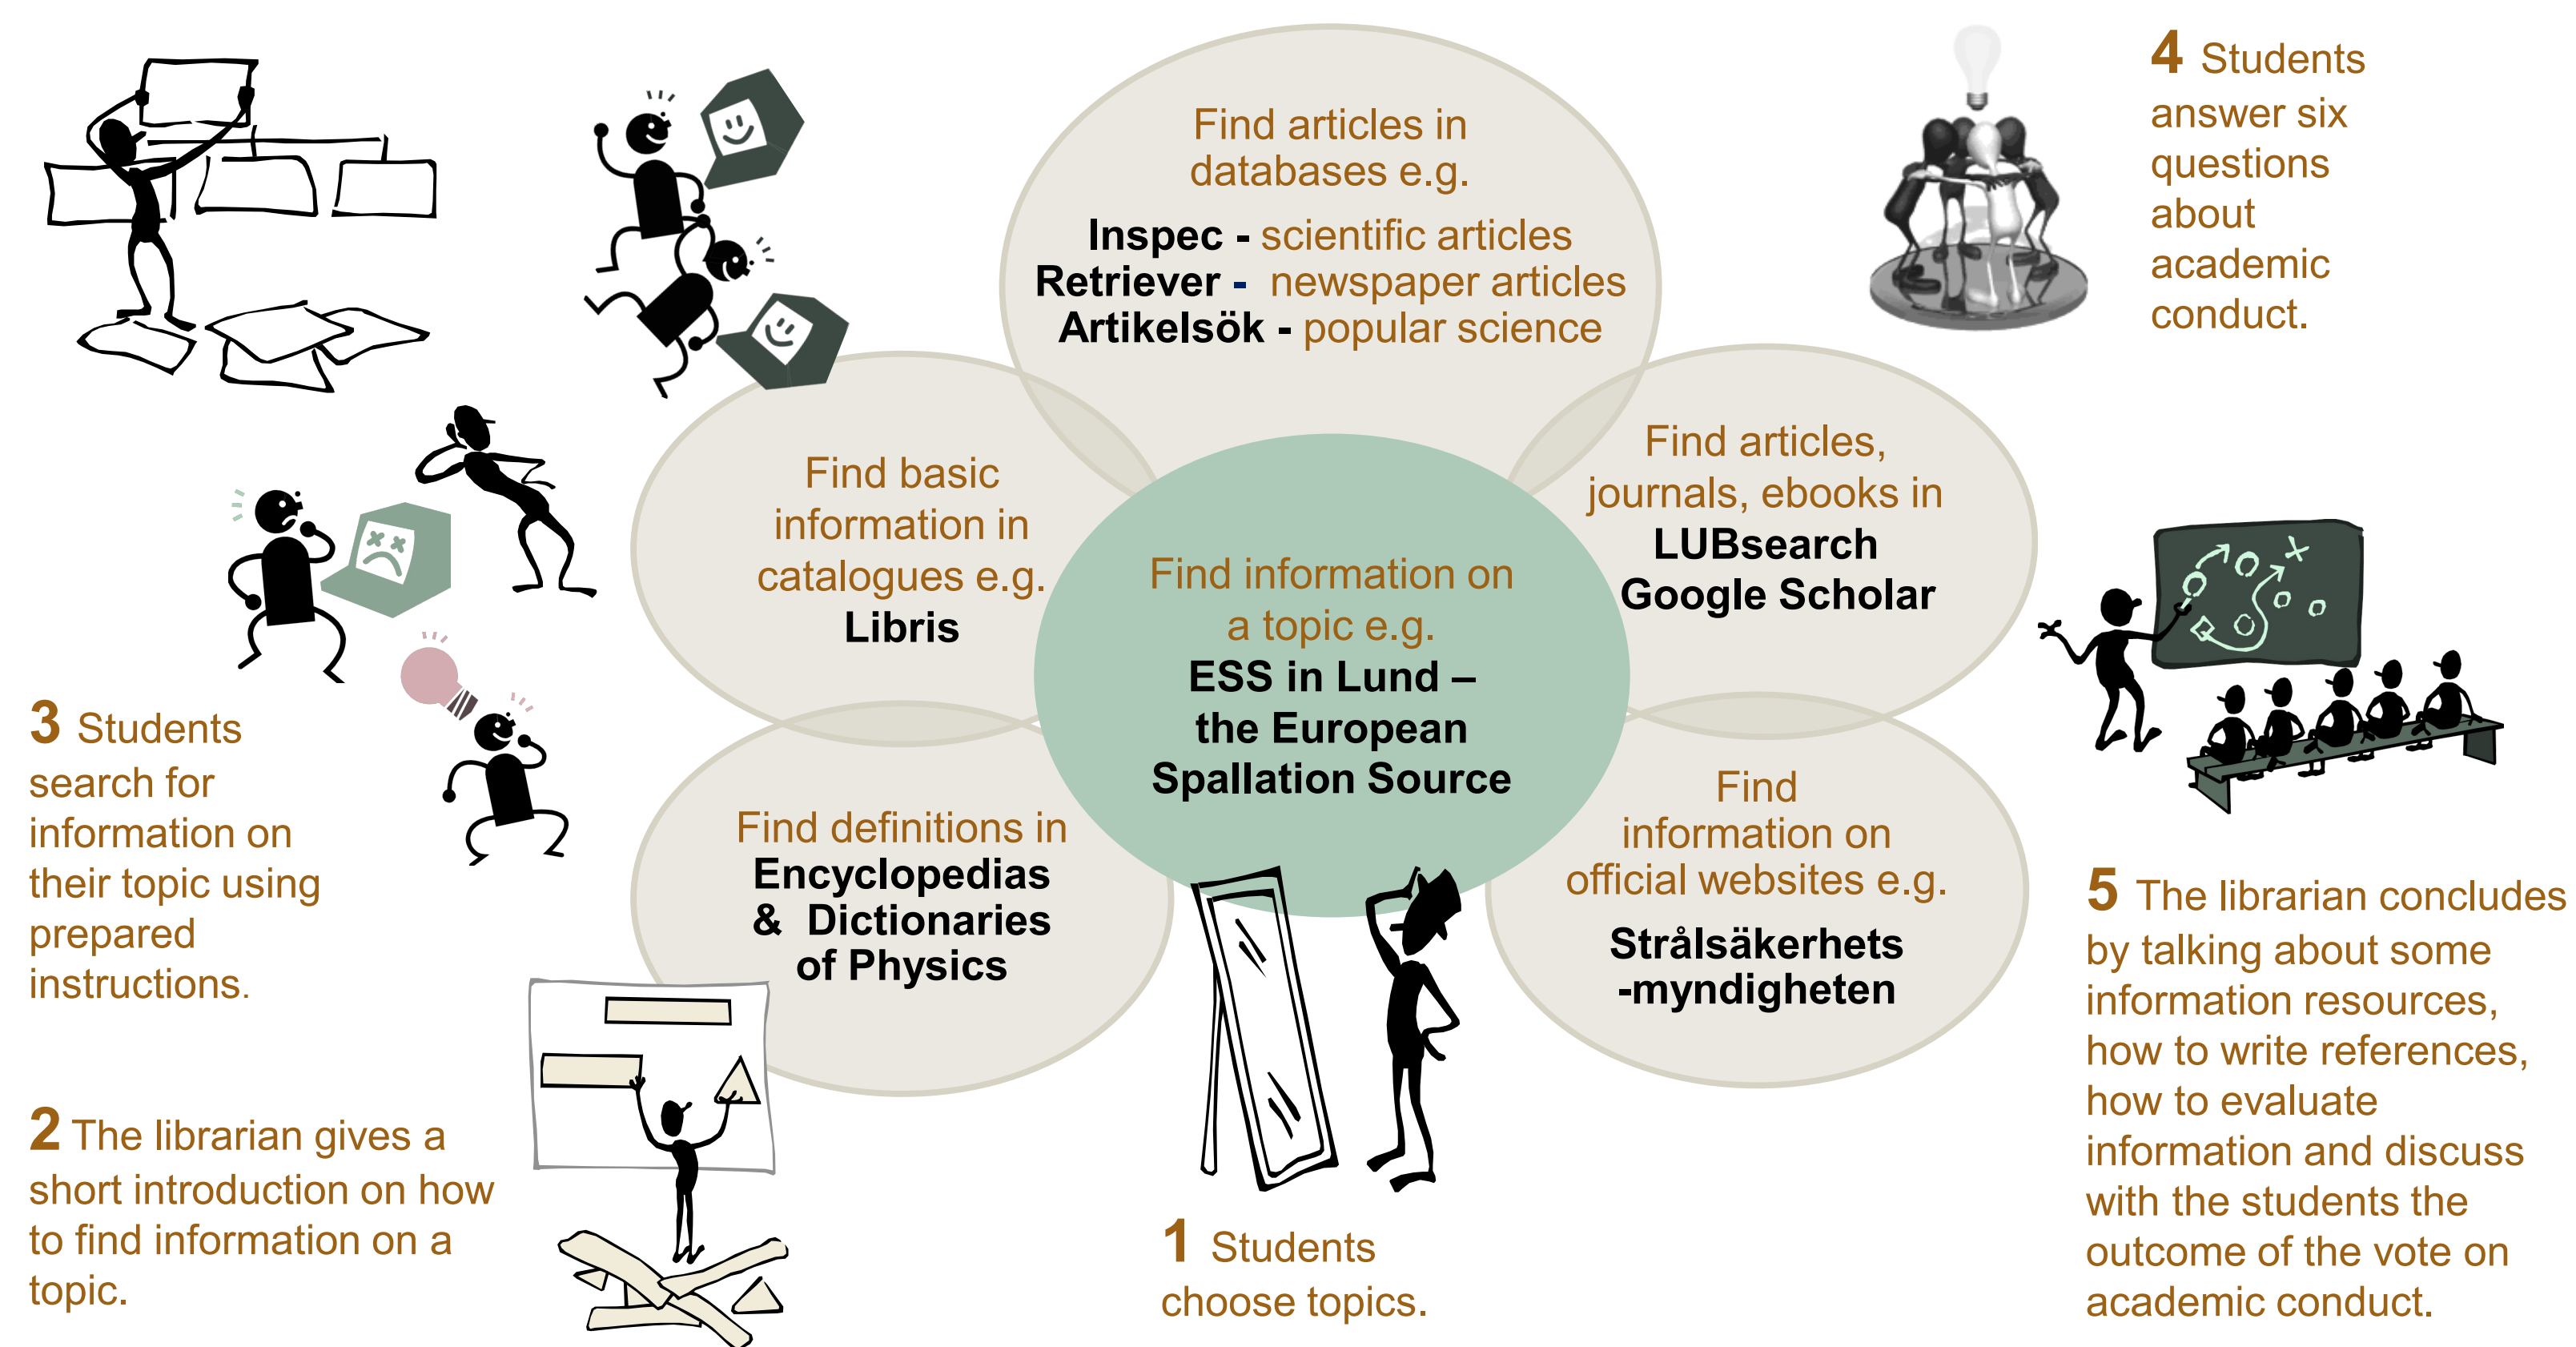 Find articles in
databases e.g.
Inspec - scientific articles
Retriever - newspaper articles
Artikelsök - popular science
Find basic
information in
catalogues e.g.
Libris
Find articles,
journals, ebooks in
LUBsearch
Google Scholar
Find information on
a topic e.g.
ESS in Lund –
the European
Spallation Source
Find definitions in
Encyclopedias
& Dictionaries
of Physics
Find
information on
official websites e.g.
Strålsäkerhets
-myndigheten
1 Students
choose topics.
2 The librarian gives a
short introduction on how
to find information on a
topic.
3 Students
search for
information on
their topic using
prepared
instructions.
4 Students
answer six
questions
about
academic
conduct.
5 The librarian concludes
by talking about some
information resources,
how to write references,
how to evaluate
information and discuss
with the students the
outcome of the vote on
academic conduct.